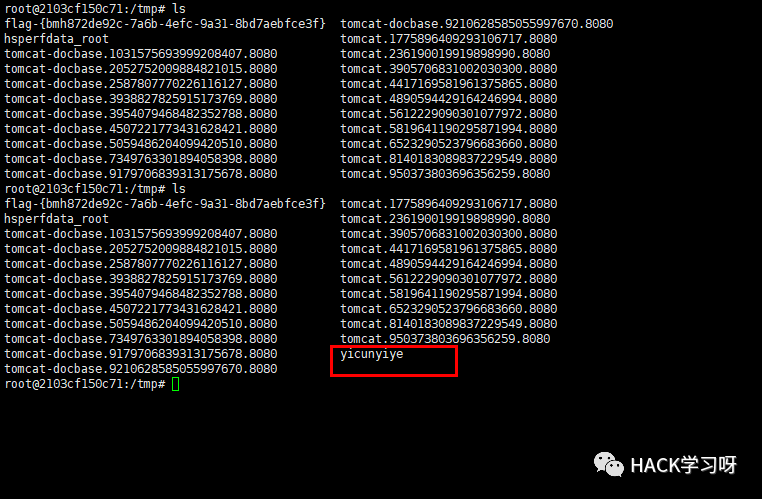 root@2103cf150c71:/tmp# ls
flag-{bmh872de92c-7a6b-4efc-9a31-8bd7aebfce3f}  tomcat-docbase.9210628585055997670.8080
hsperfdata_root                                 tomcat.1775896409293106717.8080
tomcat-docbase.1031575693999208407.8080         tomcat.236190019919898990.8080
tomcat-docbase.2052752009884821015.8080         tomcat.3905706831002030300.8080
tomcat-docbase.2587807770226116127.8080         tomcat.4417169581961375865.8080
tomcat-docbase.3938827825915173769.8080         tomcat.4890594429164246994.8080
tomcat-docbase.3954079468482352788.8080         tomcat.5612229090301077972.8080
tomcat-docbase.4507221773431628421.8080         tomcat.5819641190295871994.8080
tomcat-docbase.5059486204099420510.8080         tomcat.6523290523796683660.8080
tomcat-docbase.7349763301894058398.8080         tomcat.8140183089837229549.8080
tomcat-docbase.9179706839313175678.8080         tomcat.950373803696356259.8080
root@2103cf150c71:/tmp# ls
flag-{bmh872de92c-7a6b-4efc-9a31-8bd7aebfce3f}  tomcat.1775896409293106717.8080
hsperfdata_root                                 tomcat.236190019919898990.8080
tomcat-docbase.1031575693999208407.8080         tomcat.3905706831002030300.8080
tomcat-docbase.2052752009884821015.8080         tomcat.4417169581961375865.8080
tomcat-docbase.2587807770226116127.8080         tomcat.4890594429164246994.8080
tomcat-docbase.3938827825915173769.8080         tomcat.5612229090301077972.8080
tomcat-docbase.3954079468482352788.8080         tomcat.5819641190295871994.8080
tomcat-docbase.4507221773431628421.8080         tomcat.6523290523796683660.8080
tomcat-docbase.5059486204099420510.8080         tomcat.8140183089837229549.8080
tomcat-docbase.7349763301894058398.8080         tomcat.950373803696356259.8080
tomcat-docbase.9179706839313175678.8080         yicunyiye
tomcat-docbase.9210628585055997670.8080
root@2103cf150c71:/tmp#
HACK学习呀